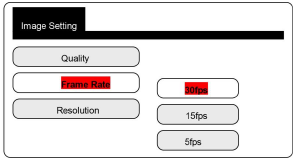 Image Setting
Quality
Frame Rate
30fps
Resolution
15fps
5fps